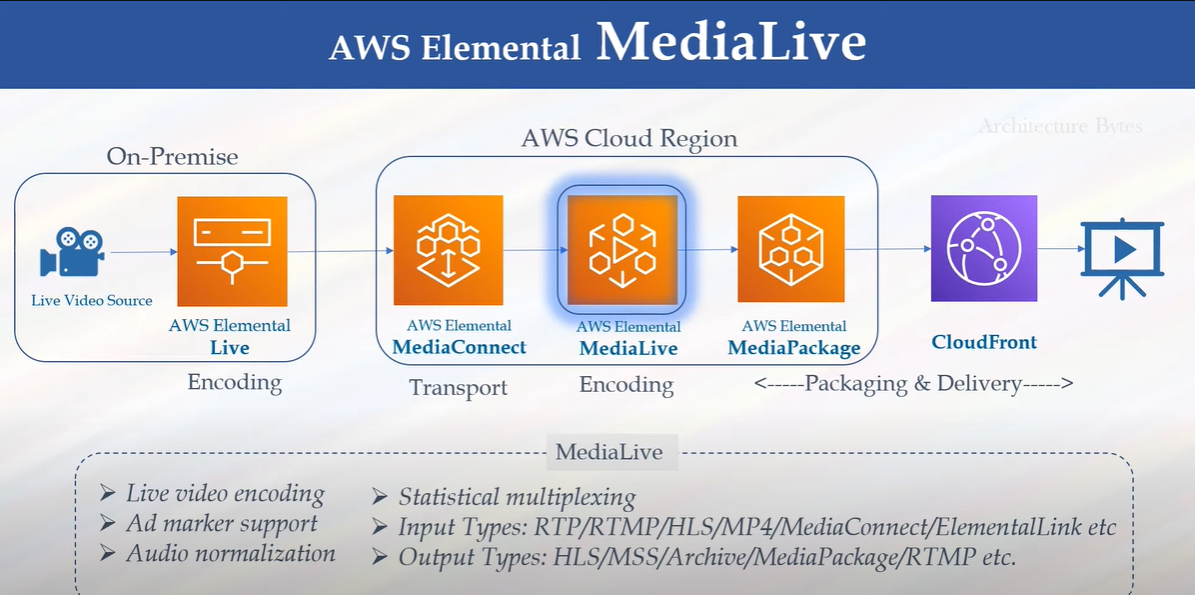 AWS Elemental MediaLive
Architecture Bytes
On-Premise
AWS Cloud Region
Live Video Source
AWS Elemental
Live
Encoding
AWS Elemental
MediaConnect
Transport
AWS Elemental
MediaLive
Encoding
AWS Elemental
MediaPackage
CloudFront
<-----Packaging & Delivery----->
MediaLive
➢ Live video encoding
➢ Ad marker support
➢ Audio normalization
➢ Statistical multiplexing
➢ Input Types: RTP/RTMP/HLS/MP4/MediaConnect/ElementalLink etc
➢ Output Types: HLS/MSS/Archive/MediaPackage/RTMP etc.